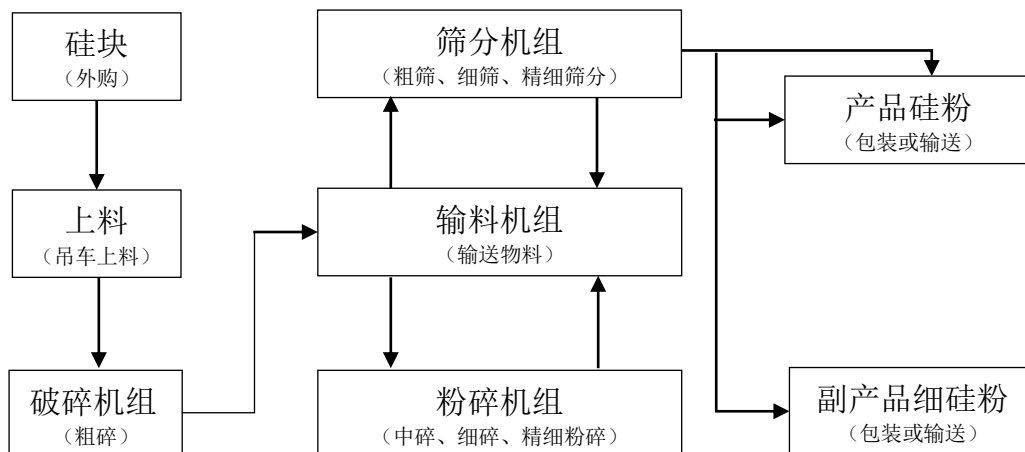 硅块
（外购）
筛分机组
（粗筛、细筛、精细筛分）
产品硅粉
（包装或输送）
上料
（吊车上料）
输料机组
（输送物料）
破碎机组
（粗碎）
粉碎机组
（中碎、细碎、精细粉碎）
副产品细硅粉
（包装或输送）